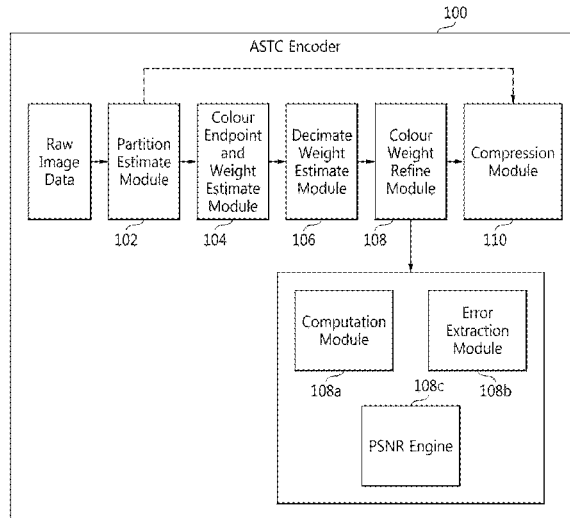 100
ASTC Encoder
Raw
Image
Data
Partition
Estimate
Module
102
Colour
Endpoint
and
Weight
Estimate
Module
104
Decimate
Weight
Estimate
Module
106
Colour
Weight
Refine
Module
108
Compression
Module
110
Computation
Module
108a
Error
Extraction
Module
108b
108c
PSNR Engine